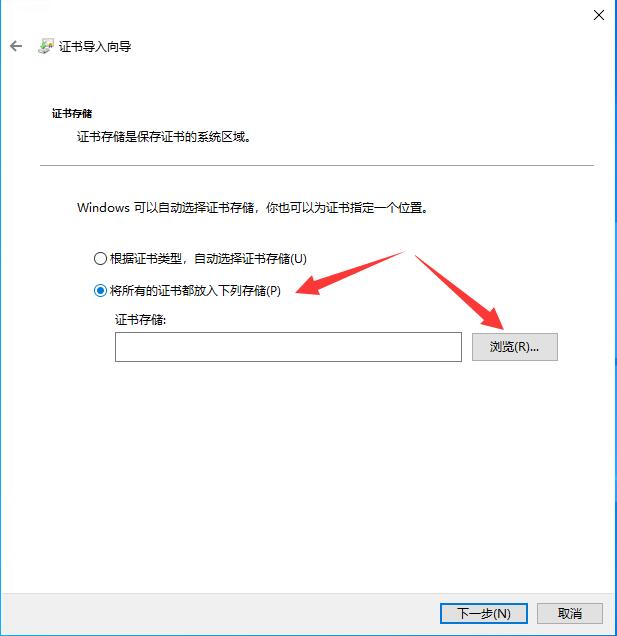 证书导入向导
证书存储
证书存储是保存证书的系统区域。
Windows 可以自动选择证书存储，你也可以为证书指定一个位置。
根据证书类型，自动选择证书存储(U)
将所有的证书都放入下列存储(P)
证书存储:
浏览(R)...
下一步(N)
取消